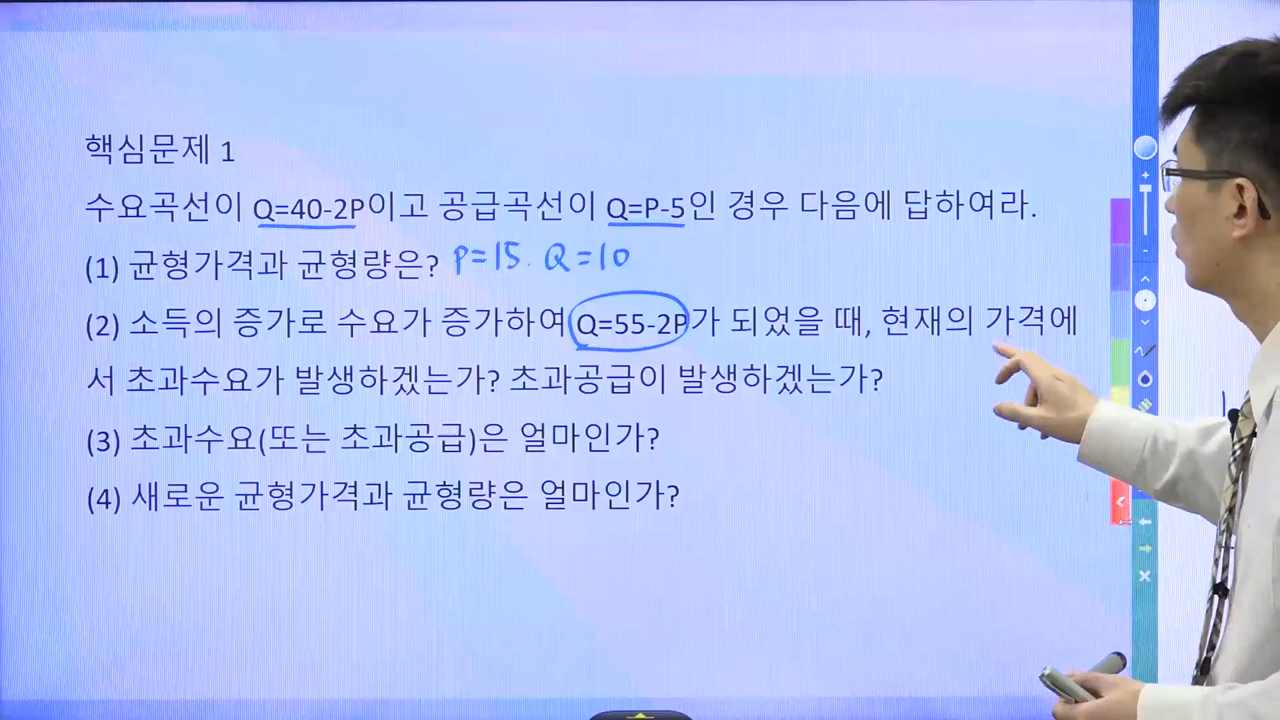 핵심문제 1
수요곡선이 Q=40-2P이고 공급곡선이 Q=P-5인 경우 다음에 답하여라.
(1) 균형가격과 균형량은? P=15. Q=10
(2) 소득의 증가로 수요가 증가하여 Q=55-2P가 되었을 때, 현재의 가격에
서 초과수요가 발생하겠는가? 초과공급이 발생하겠는가?
(3) 초과수요(또는 초과공급)은 얼마인가?
(4) 새로운 균형가격과 균형량은 얼마인가?